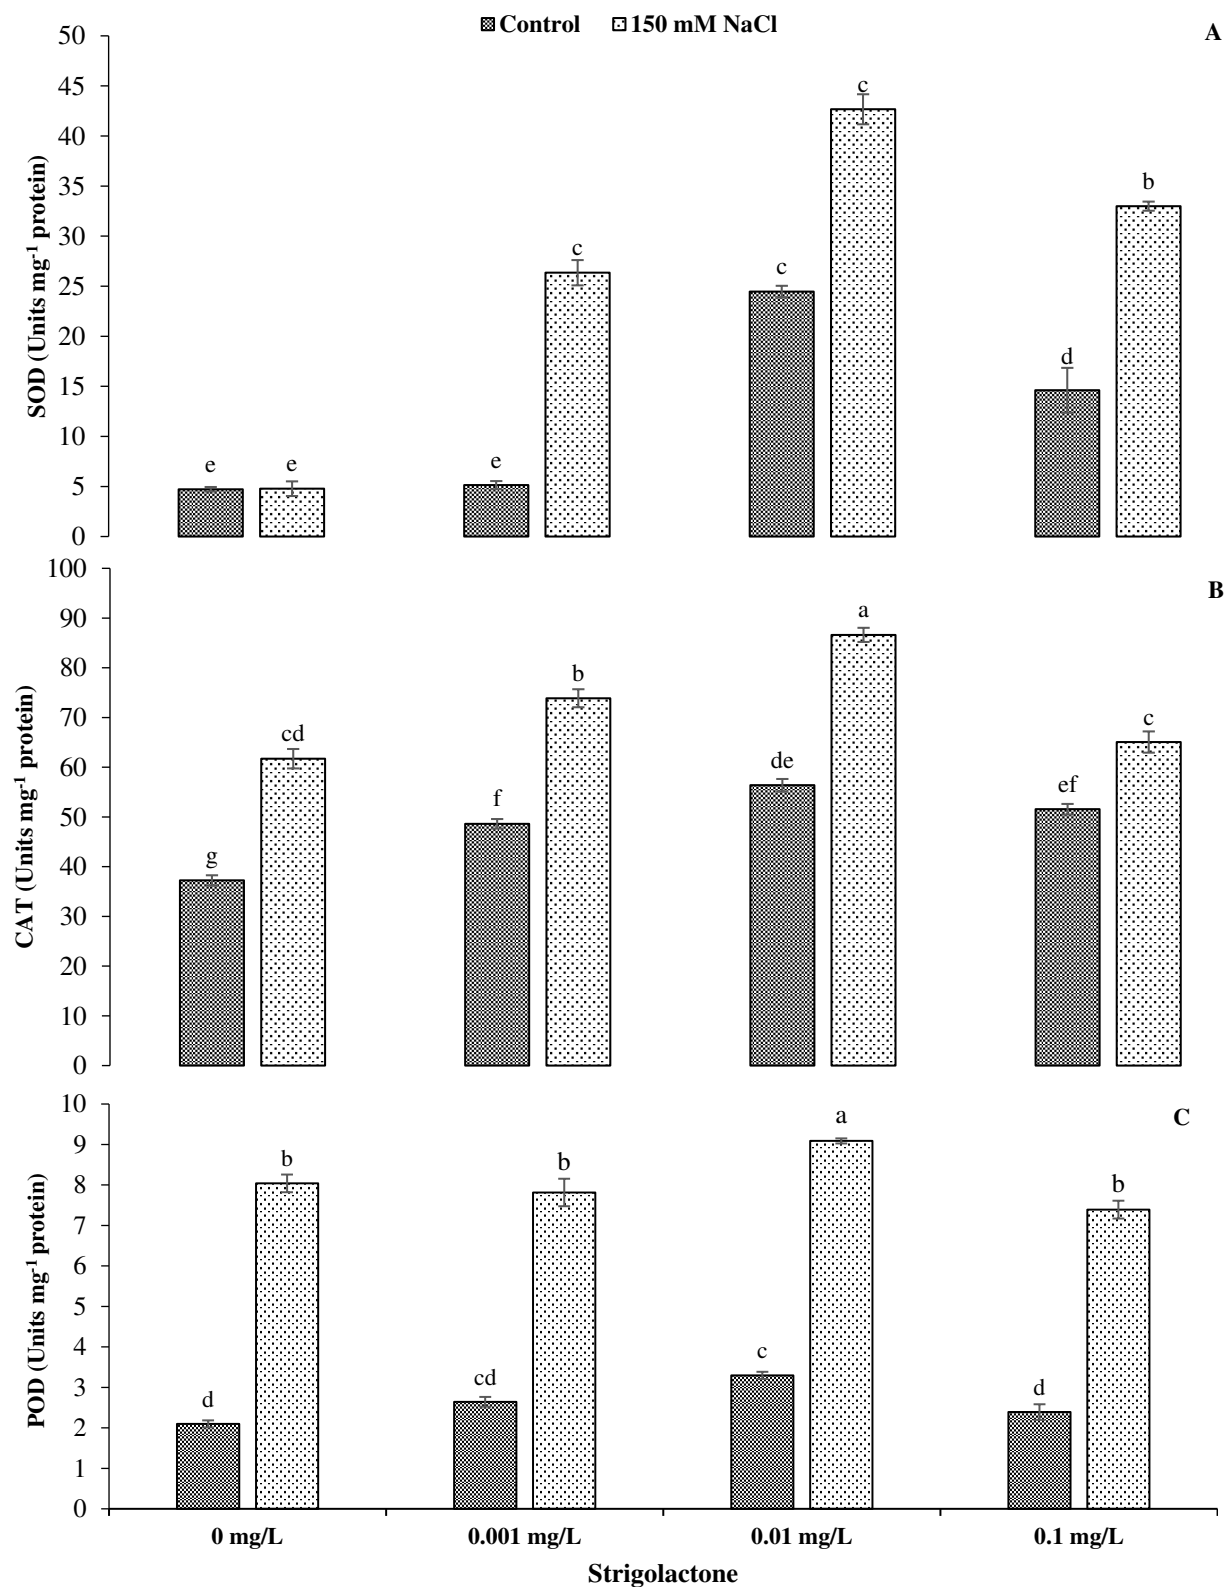 Control 150 mM NaCl
A
50
45
40
35
30
25
20
15
10
5
0
SOD (Units mg-1 protein)
e e e c c c d b
B
100
90
80
70
60
50
40
30
20
10
0
CAT (Units mg-1 protein)
g cd f b de a ef c
C
10
9
8
7
6
5
4
3
2
1
0
POD (Units mg-1 protein)
d b cd b c a d b
0 mg/L 0.001 mg/L 0.01 mg/L 0.1 mg/L
Strigolactone